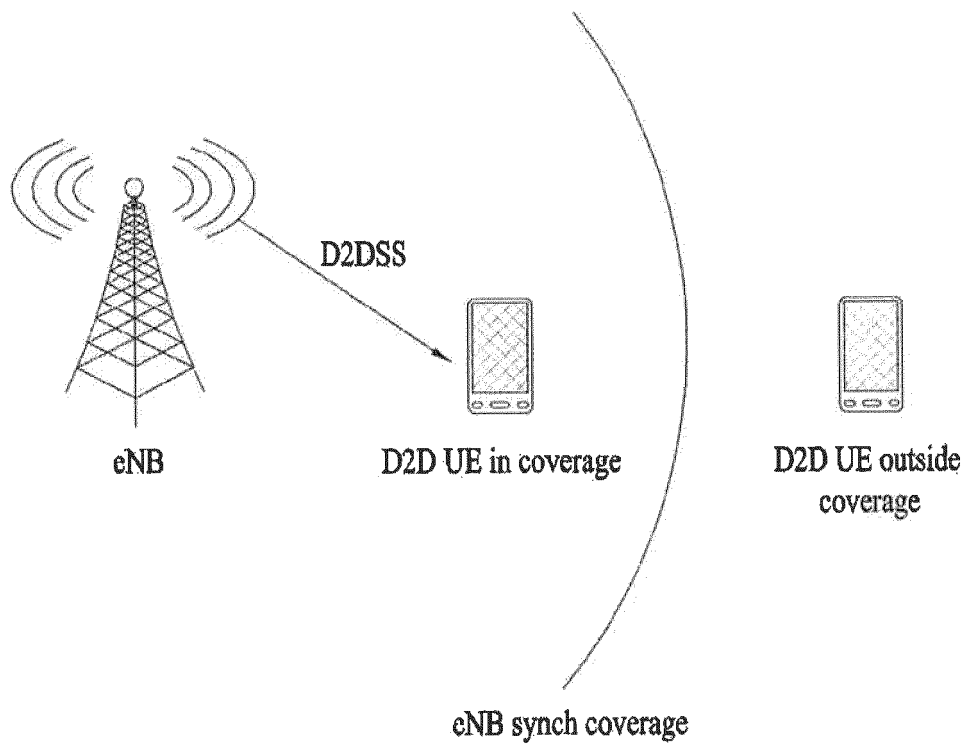 D2DSS
eNB
D2D UE in coverage
D2D UE outside
coverage
eNB synch coverage